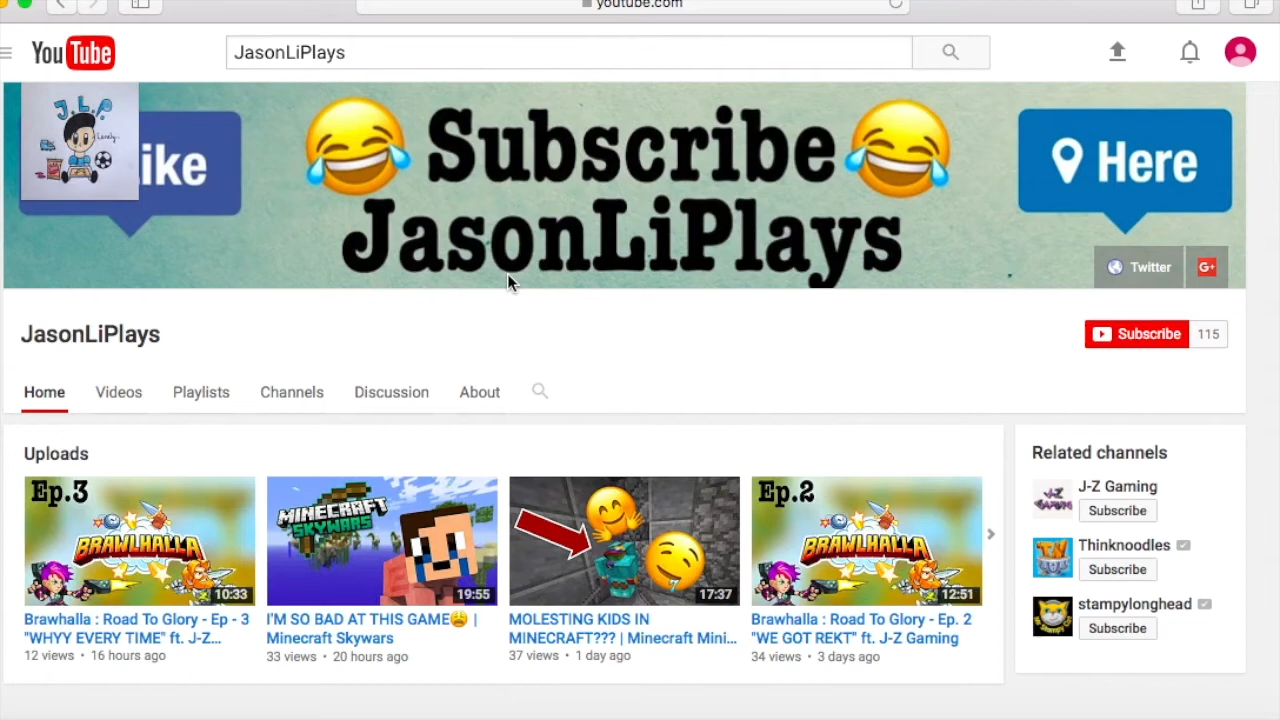 youtube.com
YouTube
JasonLiPlays
J.L.P
Lonely..
ike
Subscribe
JasonLiPlays
Here
Twitter
G+
JasonLiPlays
Subscribe 115
Home Videos Playlists Channels Discussion About
Uploads
Ep.3
BRAWLHALLA
10:33
Brawhalla : Road To Glory - Ep - 3
"WHYY EVERY TIME" ft. J-Z...
12 views • 16 hours ago
MINECRAFT
SKYWARS
19:55
I'M SO BAD AT THIS GAME😩 |
Minecraft Skywars
33 views • 20 hours ago
17:37
MOLESTING KIDS IN
MINECRAFT??? | Minecraft Mini...
37 views • 1 day ago
Ep.2
BRAWLHALLA
12:51
Brawhalla : Road To Glory - Ep. 2
"WE GOT REKT" ft. J-Z Gaming
34 views • 3 days ago
Related channels
J-Z Gaming
Subscribe
Thinknoodles
Subscribe
stampylonghead
Subscribe